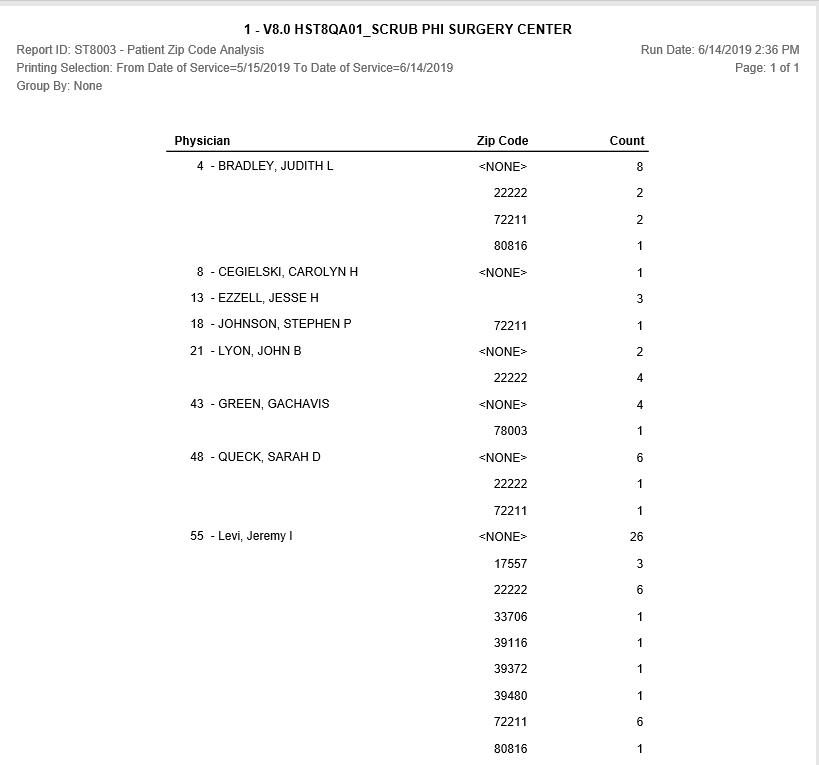 1 - V8.0 HST8QA01_SCRUB PHI SURGERY CENTER
Report ID: ST8003 - Patient Zip Code Analysis Run Date: 6/14/2019 2:36 PM
Printing Selection: From Date of Service=5/15/2019 To Date of Service=6/14/2019 Page: 1 of 1
Group By: None
Physician Zip Code Count
4 - BRADLEY, JUDITH L <NONE> 8
22222 2
72211 2
80816 1
8 - CEGIELSKI, CAROLYN H <NONE> 1
13 - EZZELL, JESSE H 3
18 - JOHNSON, STEPHEN P 72211 1
21 - LYON, JOHN B <NONE> 2
22222 4
43 - GREEN, GACHAVIS <NONE> 4
78003 1
48 - QUECK, SARAH D <NONE> 6
22222 1
72211 1
55 - Levi, Jeremy I <NONE> 26
17557 3
22222 6
33706 1
39116 1
39372 1
39480 1
72211 6
80816 1